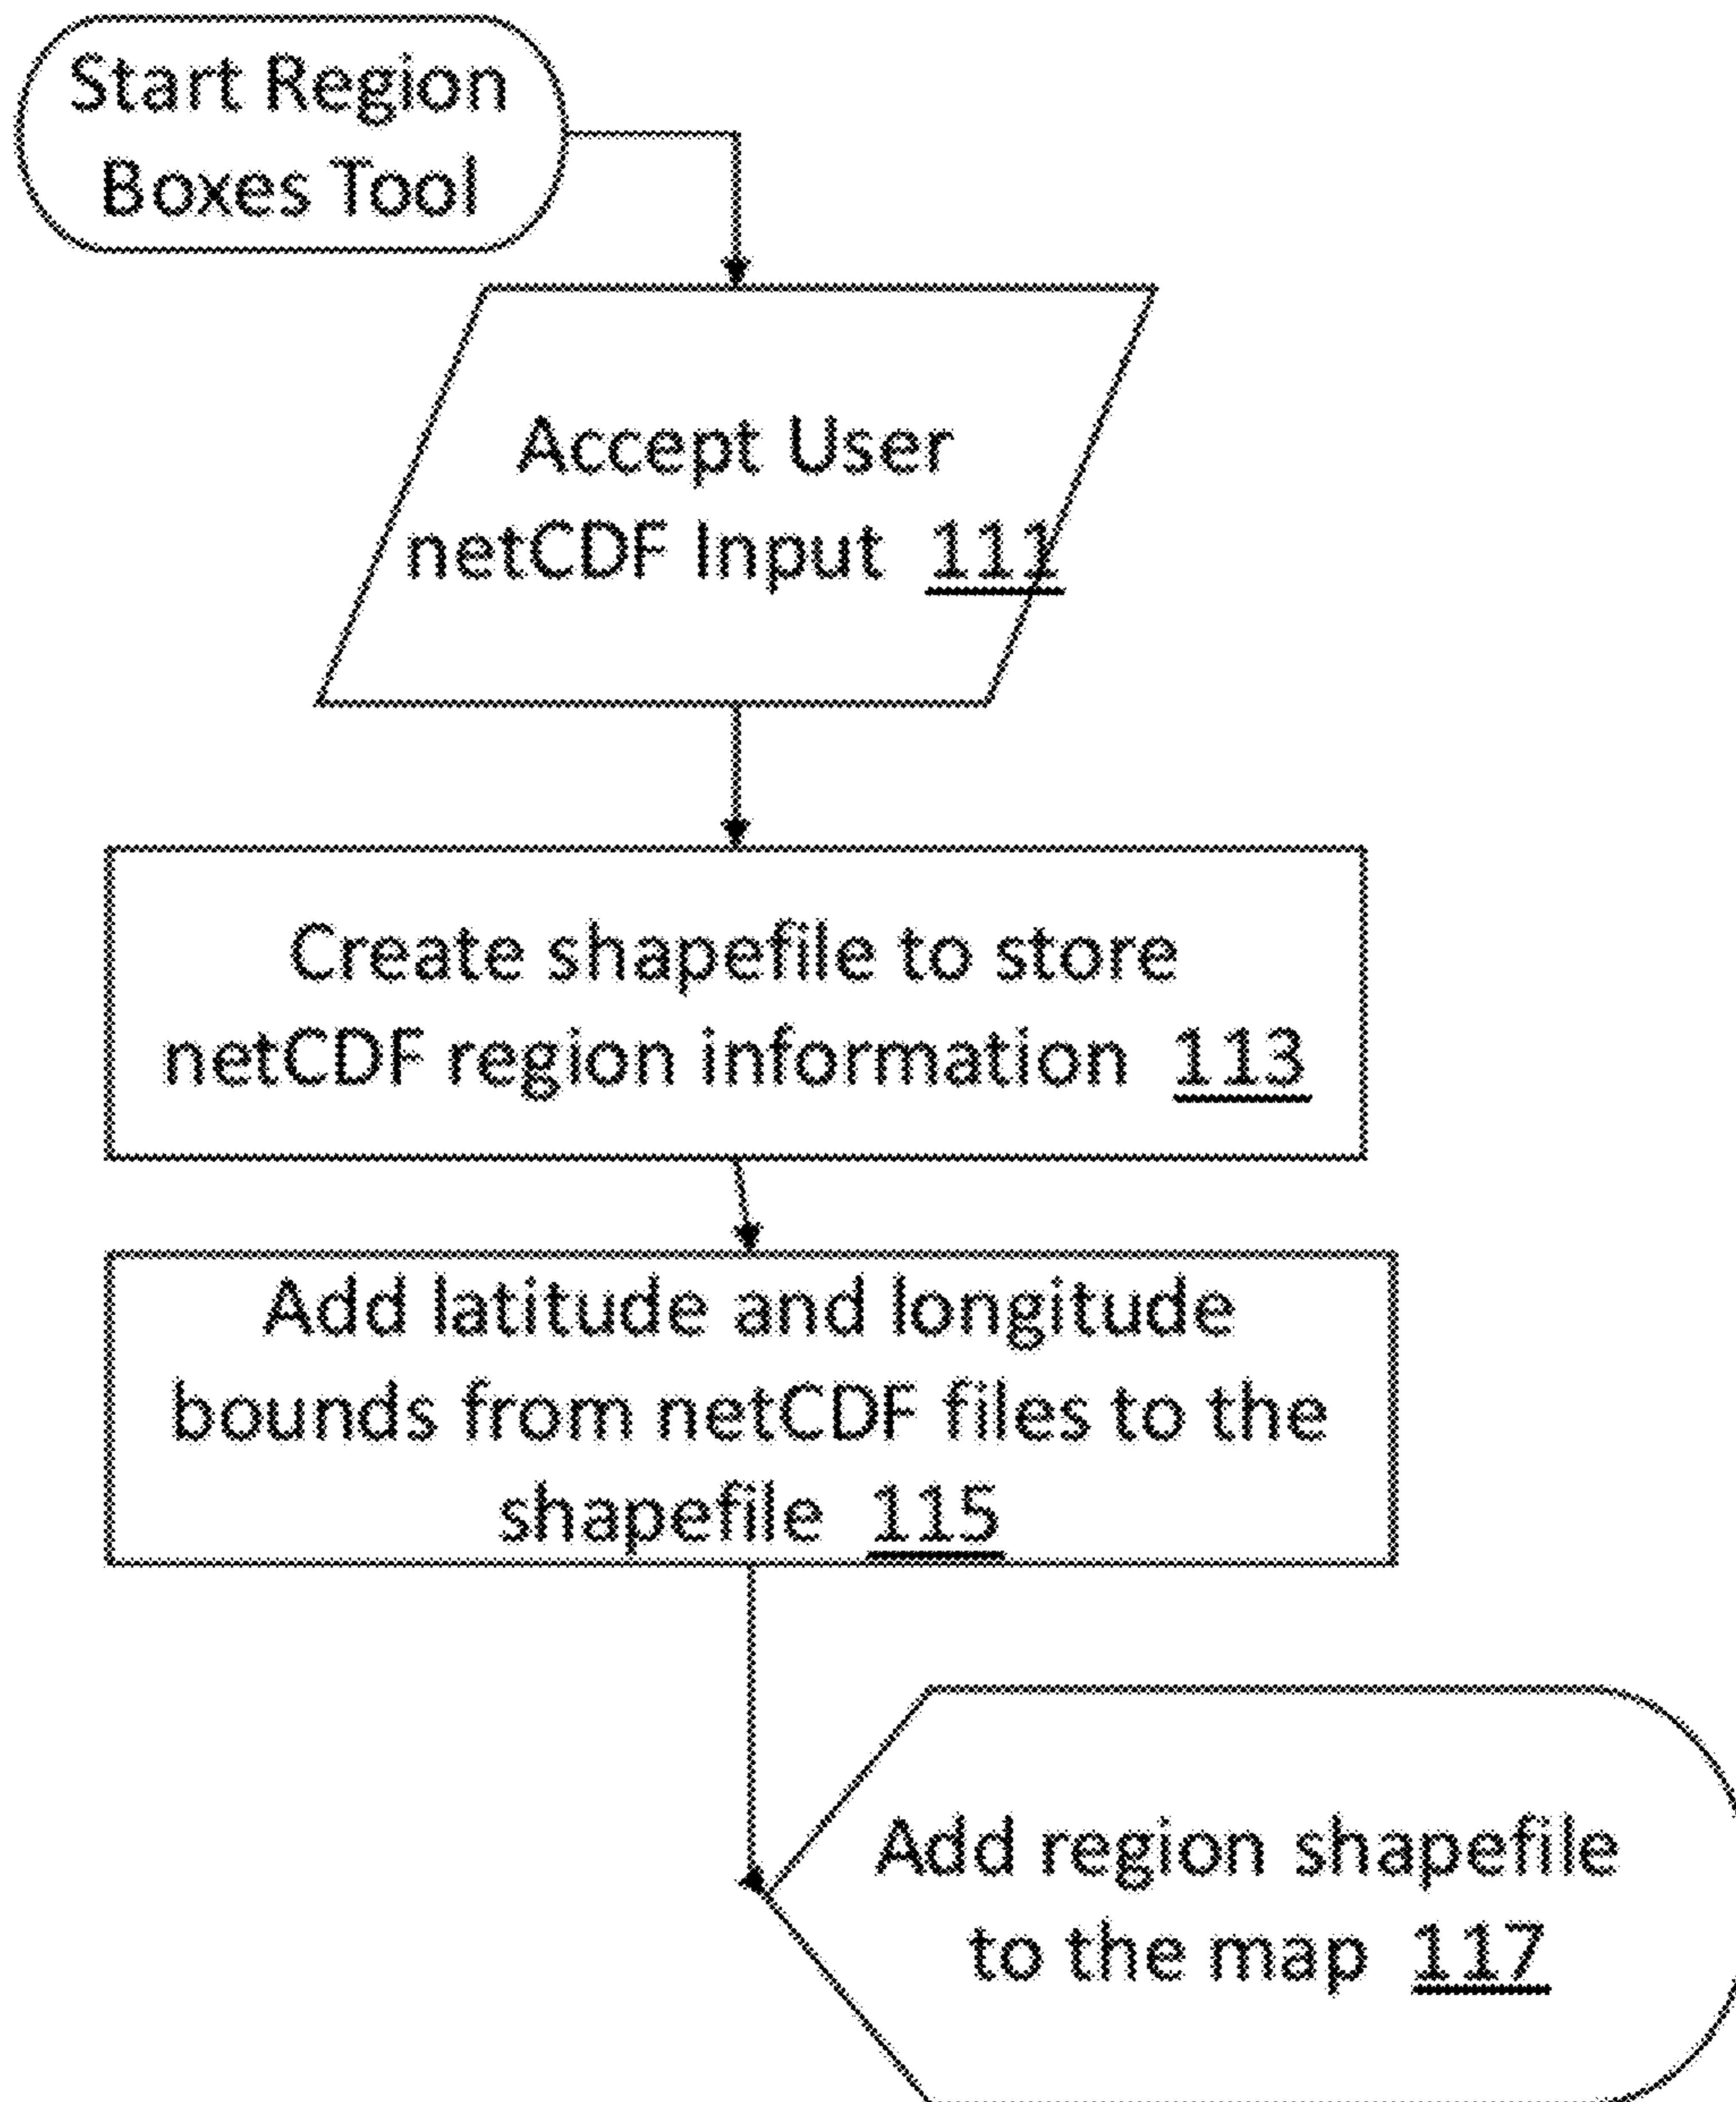 Start Region
Boxes Tool
Accept User
netCDF Input 111
Create shapefile to store
netCDF region information 113
Add latitude and longitude
bounds from netCDF files to the
shapefile 115
Add region shapefile
to the map 117